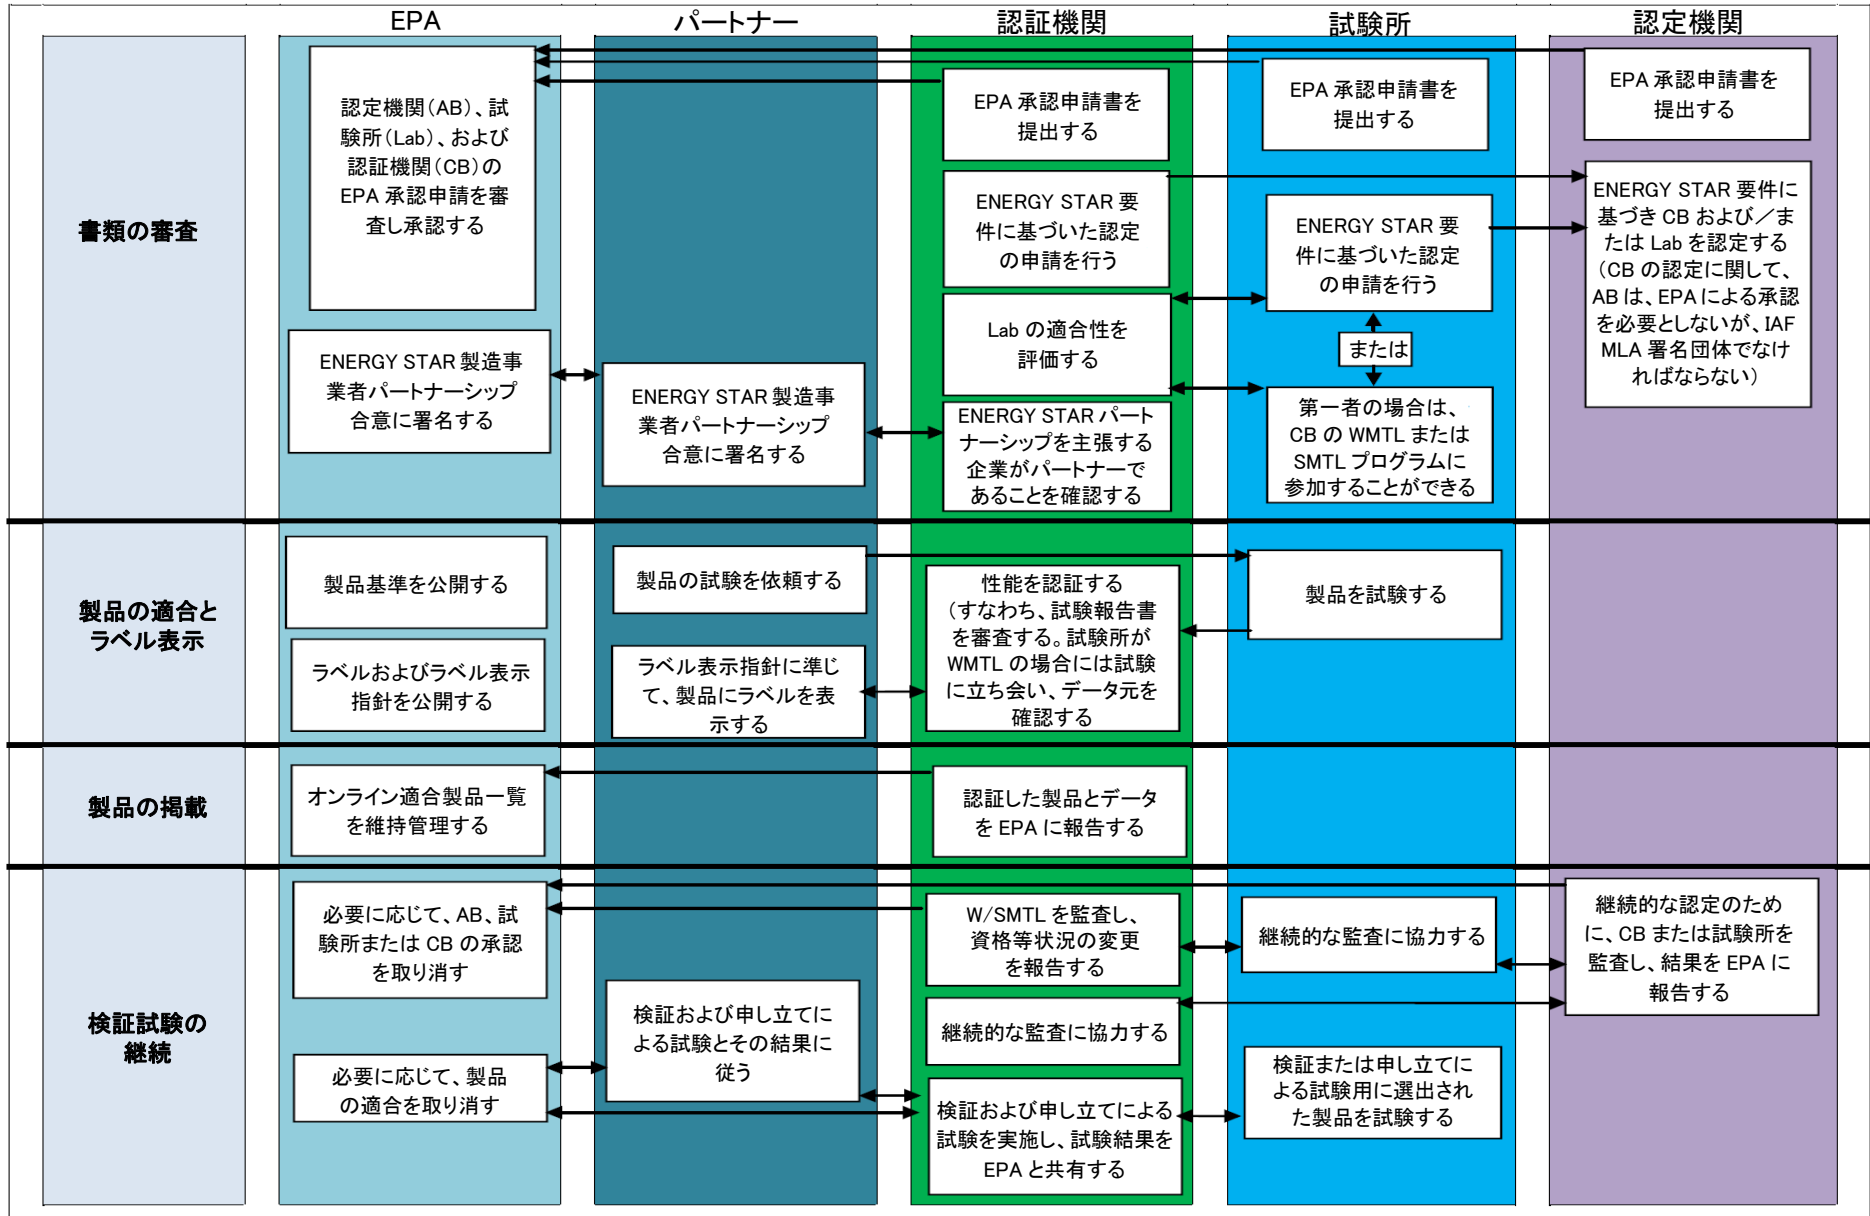 EPA
パートナー
認証機関
試験所
認定機関
書類の審査
認定機関(AB)、試
験所(Lab)、および
認証機関(CB)の
EPA 承認申請を審
査し承認する
ENERGY STAR 製造事
業者パートナーシップ
合意に署名する
ENERGY STAR 製造事
業者パートナーシップ
合意に署名する
EPA 承認申請書を
提出する
ENERGY STAR 要
件に基づいた認定
の申請を行う
Lab の適合性を
評価する
ENERGY STAR パート
ナーシップを主張する
企業がパートナーで
あることを確認する
EPA 承認申請書を
提出する
ENERGY STAR 要
件に基づいた認定
の申請を行う
または
第一者の場合は、
CB の WMTL または
SMTL プログラムに
参加することができる
EPA 承認申請書を
提出する
ENERGY STAR 要件に
基づき CB および/ま
たは Lab を認定する
(CB の認定に関して、
AB は、EPA による承認
を必要としないが、IAF
MLA 署名団体でなけ
ればならない)
製品の適合と
ラベル表示
製品基準を公開する
ラベルおよびラベル表示
指針を公開する
製品の試験を依頼する
ラベル表示指針に準じ
て、製品にラベルを表
示する
性能を認証する
(すなわち、試験報告書
を審査する。試験所が
WMTL の場合には試験
に立ち会い、データ元を
確認する
製品を試験する
製品の掲載
オンライン適合製品一覧
を維持管理する
認証した製品とデータ
を EPA に報告する
検証試験の
継続
必要に応じて、AB、試
験所または CB の承認
を取り消す
必要に応じて、製品
の適合を取り消す
検証および申し立てに
よる試験とその結果に
従う
W/SMTL を監査し、
資格等状況の変更
を報告する
継続的な監査に協力する
検証および申し立てによる
試験を実施し、試験結果を
EPA と共有する
継続的な監査に協力する
検証または申し立てに
よる試験用に選出され
た製品を試験する
継続的な認定のため
に、CB または試験所を
監査し、結果を EPA に
報告する